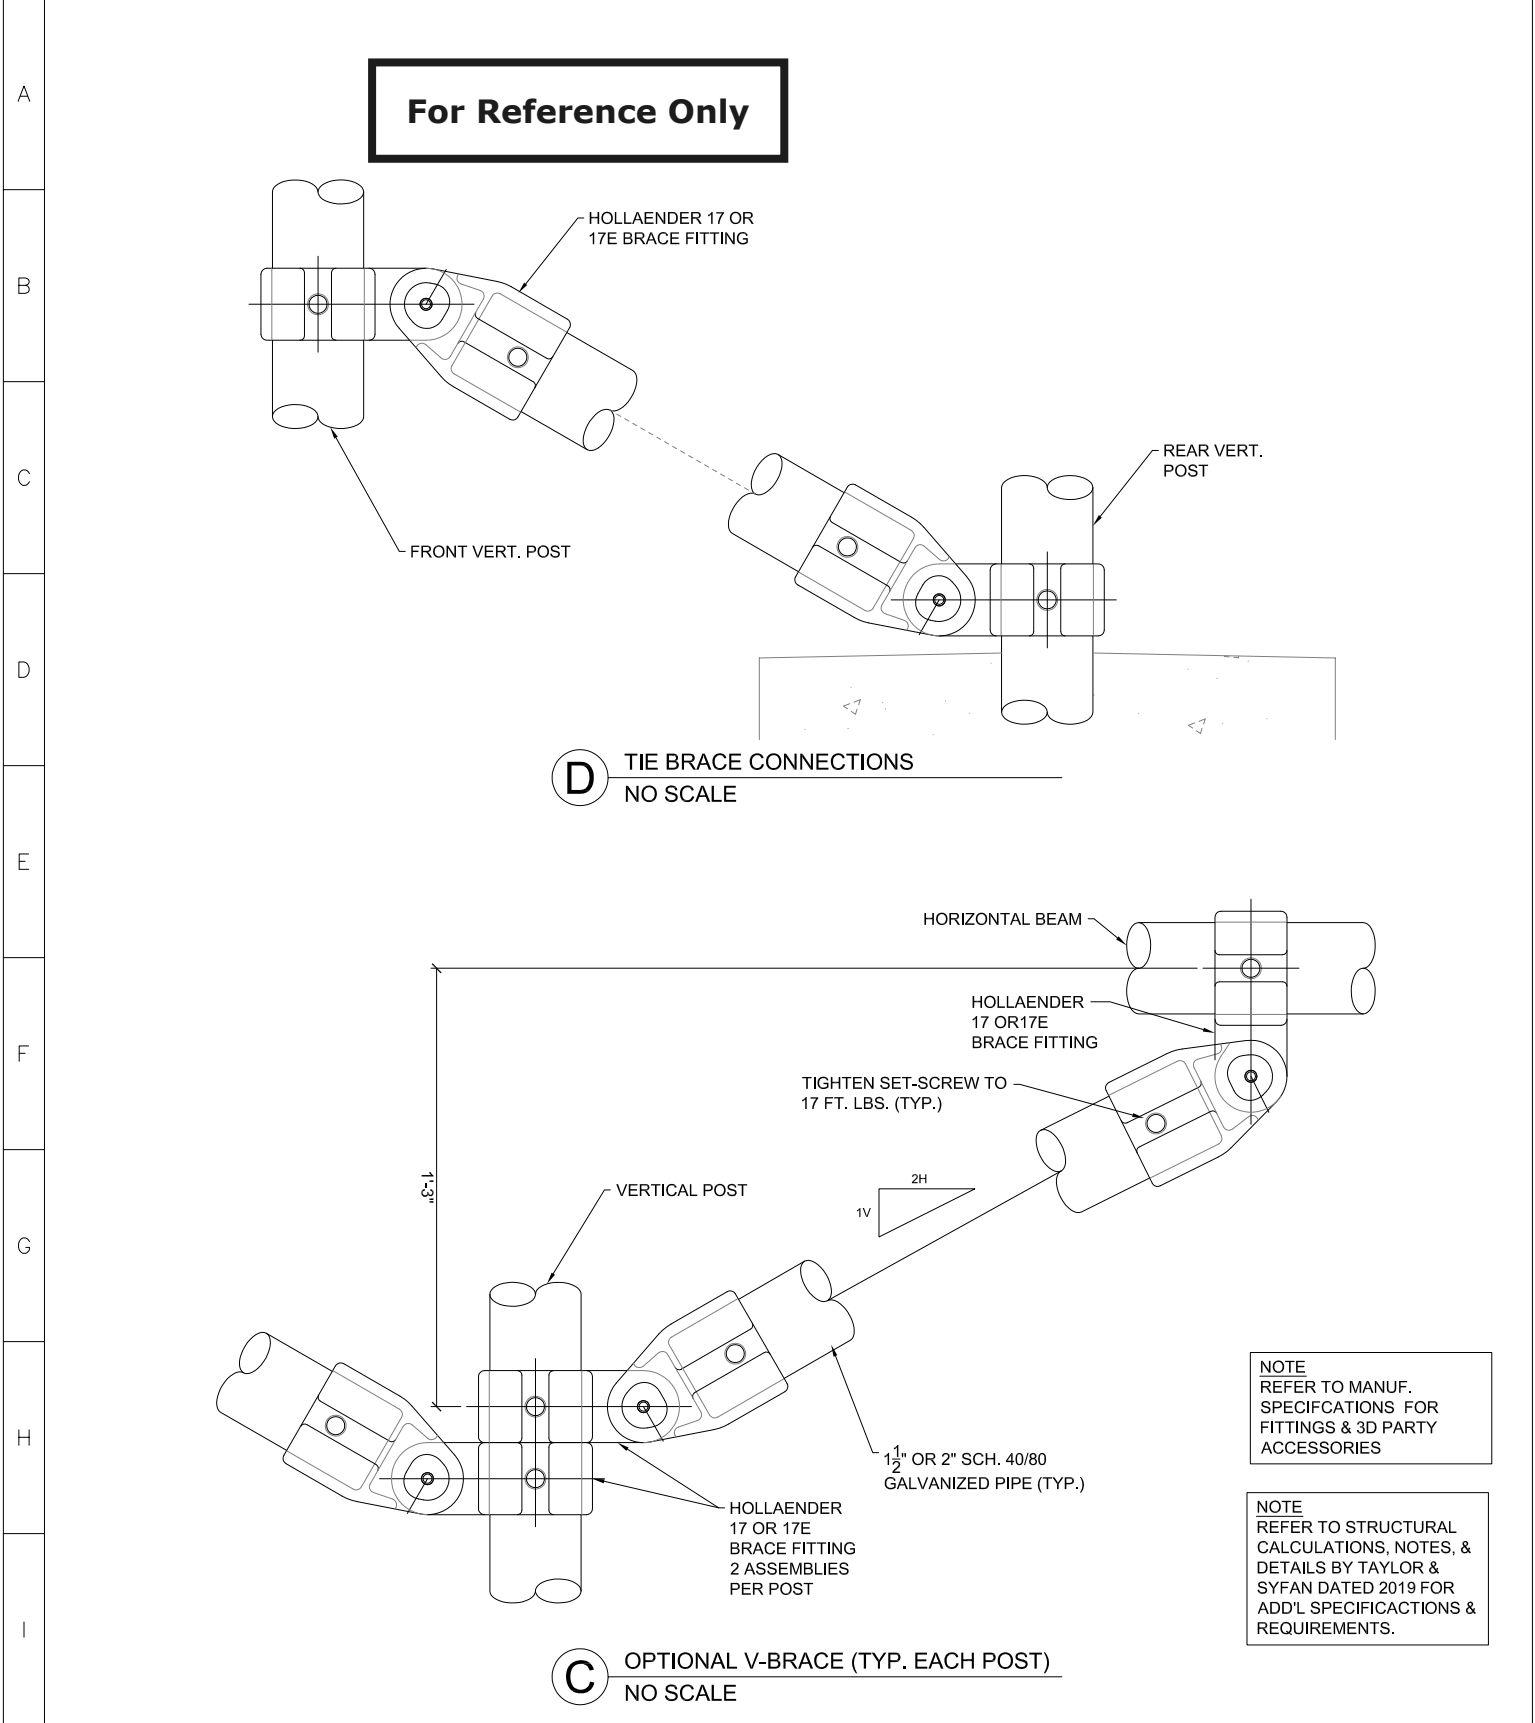 A
B
C
D
E
F
G
H
I
For Reference Only
HOLLAENDER 17 OR
17E BRACE FITTING
REAR VERT.
POST
FRONT VERT. POST
D
TIE BRACE CONNECTIONS
NO SCALE
HORIZONTAL BEAM
HOLLAENDER
17 OR17E
BRACE FITTING
TIGHTEN SET-SCREW TO
17 FT. LBS. (TYP.)
1'-3"
2H
1V
VERTICAL POST
1 1/2" OR 2" SCH. 40/80
GALVANIZED PIPE (TYP.)
HOLLAENDER
17 OR 17E
BRACE FITTING
2 ASSEMBLIES
PER POST
NOTE
REFER TO MANUF.
SPECIFCATIONS FOR
FITTINGS & 3D PARTY
ACCESSORIES
NOTE
REFER TO STRUCTURAL
CALCULATIONS, NOTES, &
DETAILS BY TAYLOR &
SYFAN DATED 2019 FOR
ADD'L SPECIFICACTIONS &
REQUIREMENTS.
C
OPTIONAL V-BRACE (TYP. EACH POST)
NO SCALE